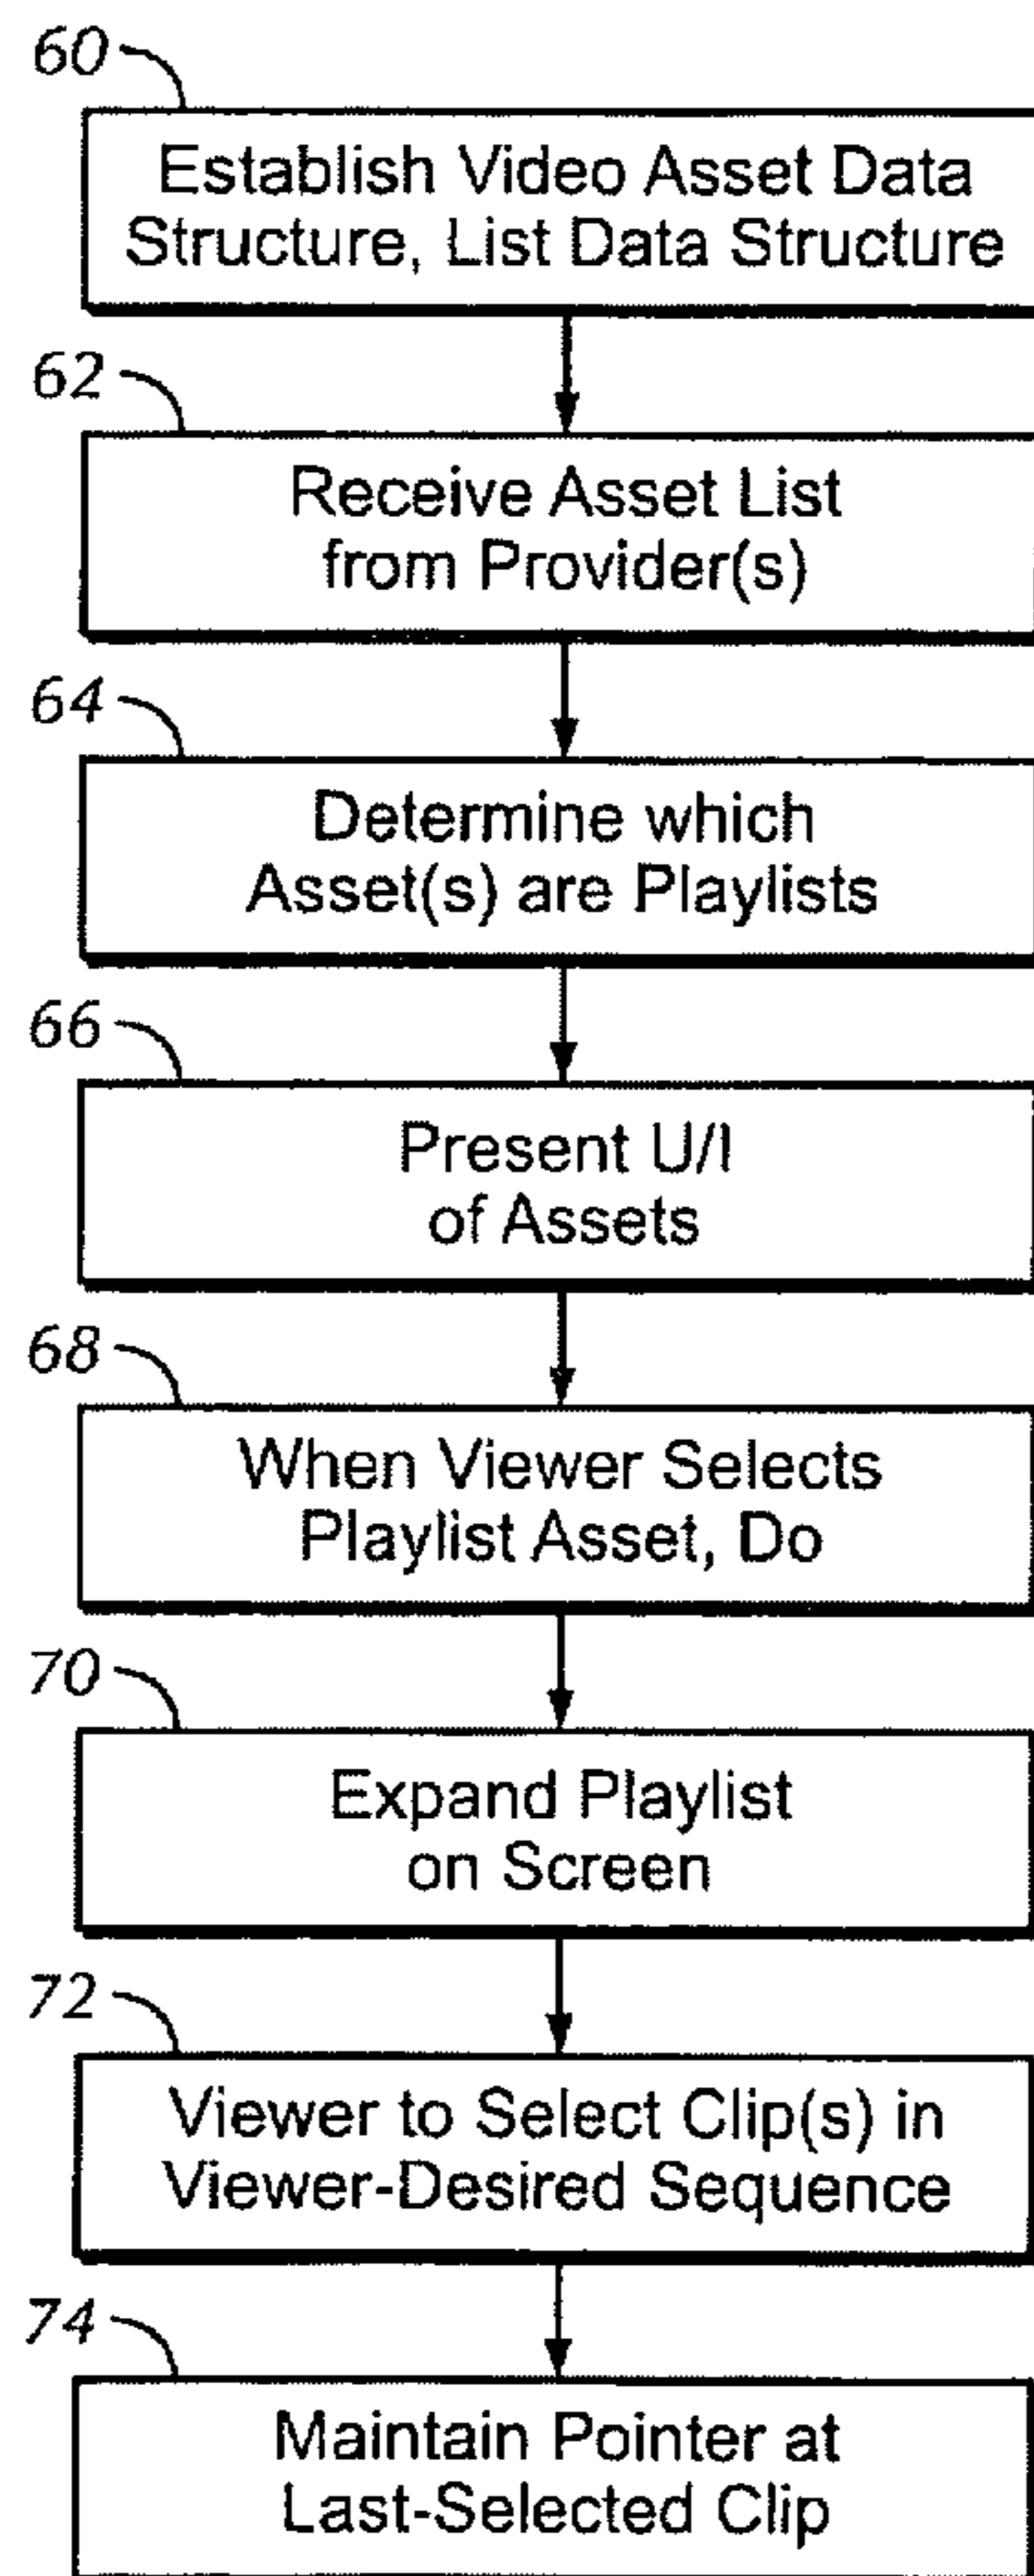 60
Establish Video Asset Data
Structure, List Data Structure
62
Receive Asset List
from Provider(s)
64
Determine which
Asset(s) are Playlists
66
Present U/I
of Assets
68
When Viewer Selects
Playlist Asset, Do
70
Expand Playlist
on Screen
72
Viewer to Select Clip(s) in
Viewer-Desired Sequence
74
Maintain Pointer at
Last-Selected Clip